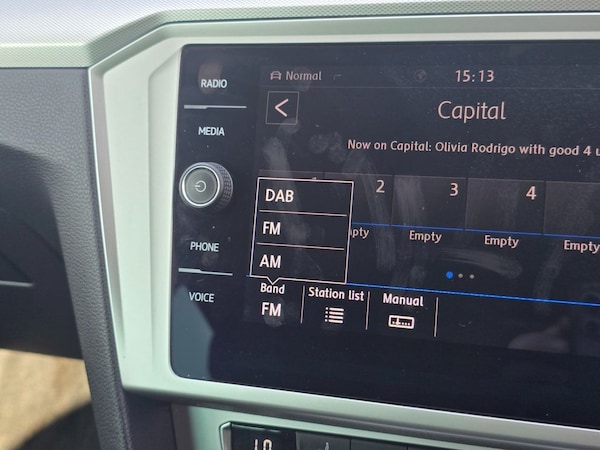 RADIO
MEDIA
PHONE
VOICE
Normal
15:13
Capital
Now on Capital: Olivia Rodrigo with good 4 u
2 3 4
Empty Empty Empty
DAB
FM
AM
Band
FM
Station list
Manual
LO